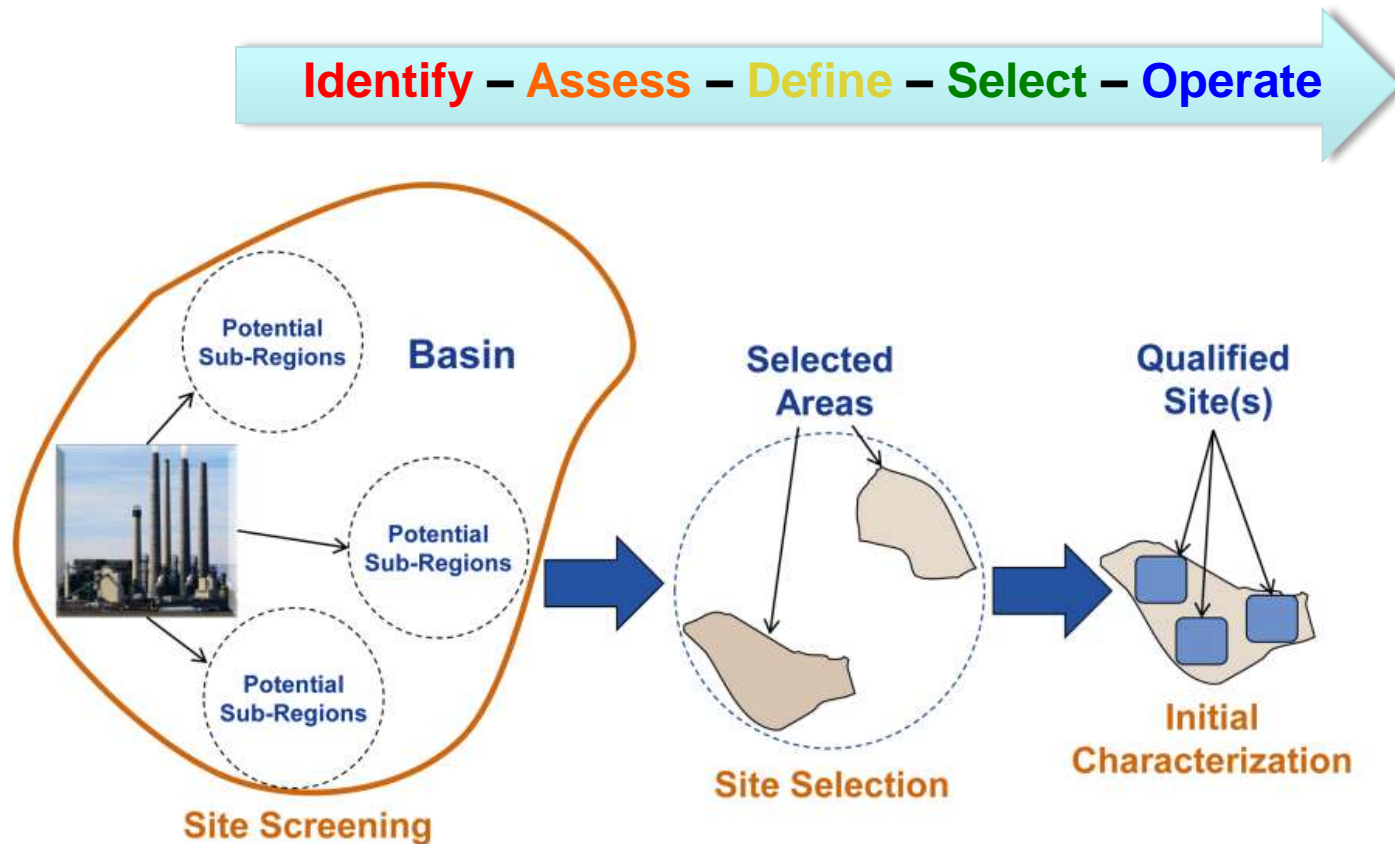 Identify – Assess – Define – Select – Operate
Potential
Sub-Regions
Basin
Potential
Sub-Regions
Potential
Sub-Regions
Site Screening
Selected
Areas
Site Selection
Qualified
Site(s)
Initial
Characterization